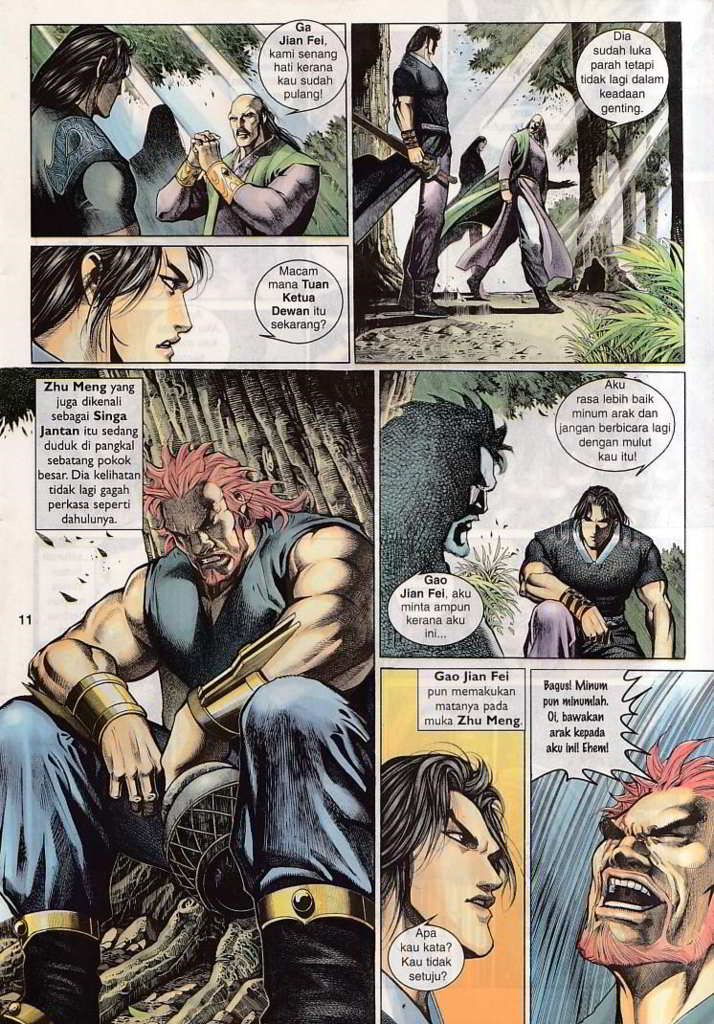 Ga
Jian Fei,
kami senang
hati kerana
kau sudah
pulang!
Dia
sudah luka
parah tetapi
tidak lagi dalam
keadaan
genting.
Macam
mana Tuan
Ketua
Dewan itu
sekarang?
Zhu Meng yang
juga dikenali
sebagai Singa
Jantan itu sedang
duduk di pangkal
sebatang pokok
besar. Dia kelihatan
tidak lagi gagah
perkasa seperti
dahulunya.
Aku
rasa lebih baik
minum arak dan
jangan berbicara lagi
dengan mulut
kau itu!
Gao
Jian Fei, aku
minta ampun
kerana aku
ini...
11
Gao Jian Fei
pun memakukan
matanya pada
muka Zhu Meng.
Apa
kau kata?
Kau tidak
setuju?
Bagus! Minum
pun minumlah.
Oi, bawakan
arak kepada
aku ini! Ehem!